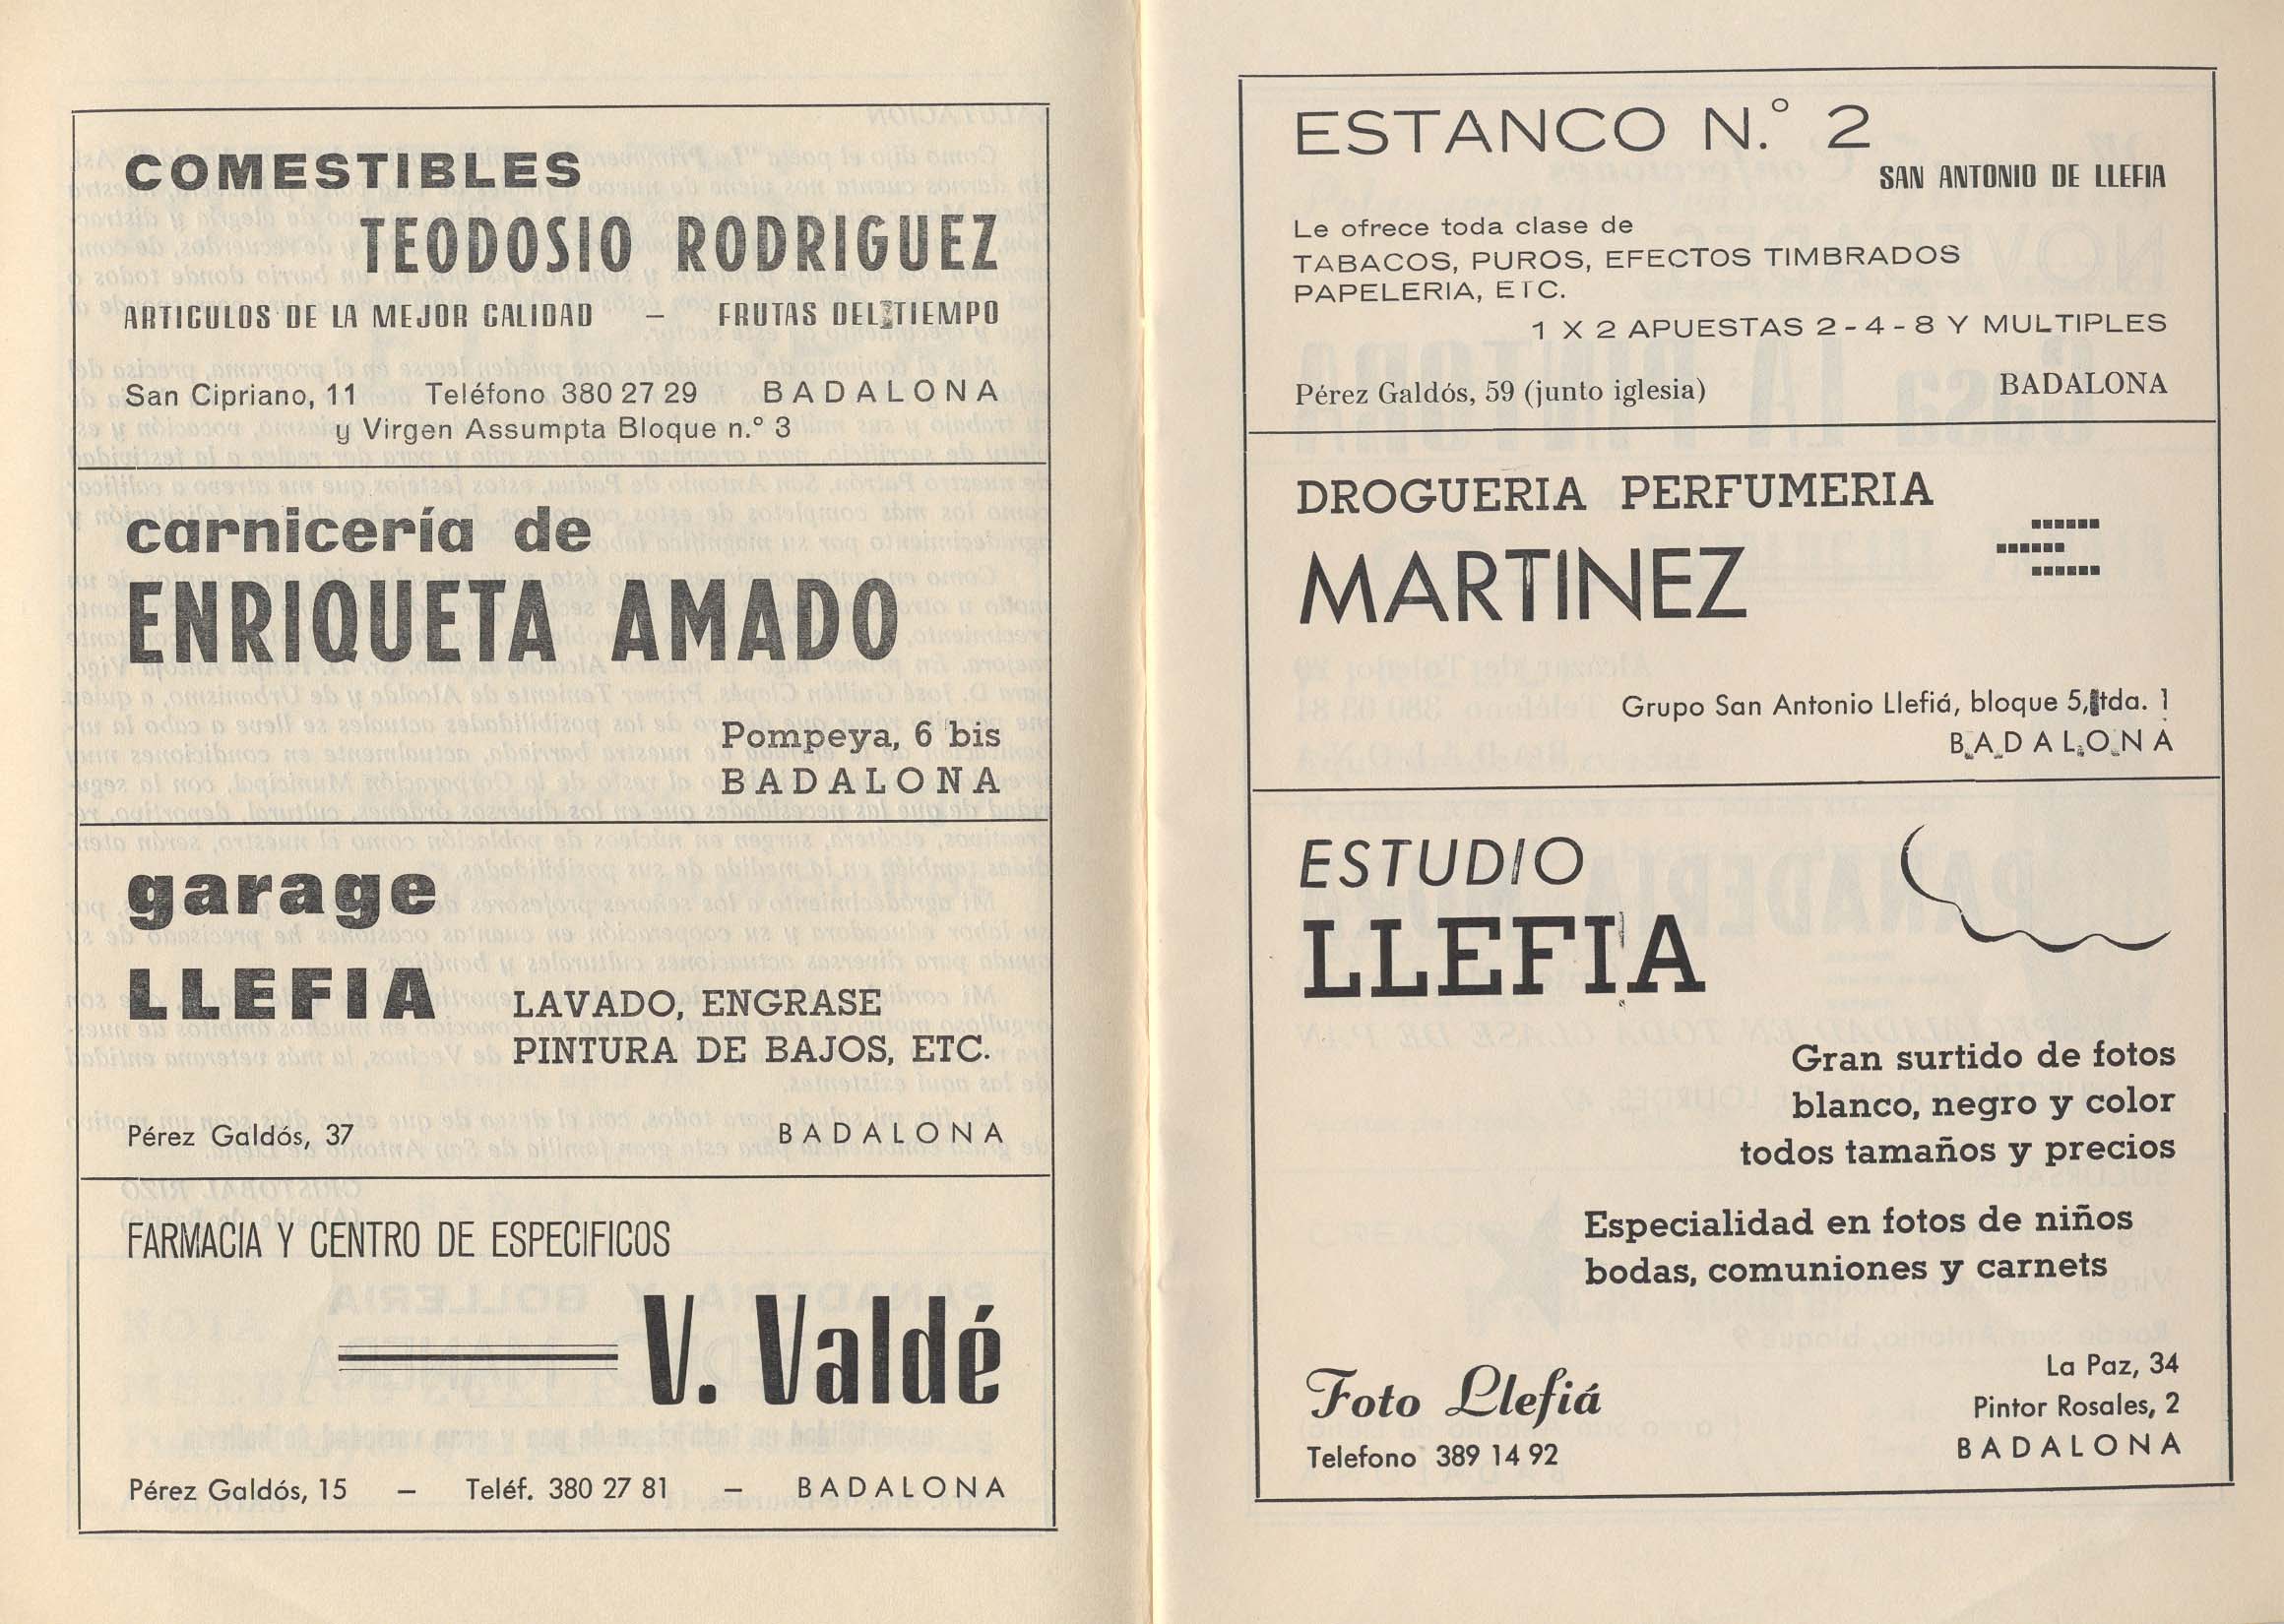 COMESTIBLES
TEODOSIO RODRIGUEZ
ARTICULOS DE LA MEJOR CALIDAD – FRUTAS DEL TIEMPO
San Cipriano, 11 Teléfono 380 27 29 BADALONA
y Virgen Assumpta Bloque n.º 3
carnicería de
ENRIQUETA AMADO
Pompeya, 6 bis
BADALONA
garage
LLEFIA LAVADO, ENGRASE
PINTURA DE BAJOS, ETC.
Pérez Galdós, 37 BADALONA
FARMACIA Y CENTRO DE ESPECIFICOS
V. Valdé
Pérez Galdós, 15 – Teléf. 380 27 81 – BADALONA
ESTANCO N.º 2
SAN ANTONIO DE LLEFIA
Le ofrece toda clase de
TABACOS, PUROS, EFECTOS TIMBRADOS
PAPELERIA, ETC.
1 X 2 APUESTAS 2-4-8 Y MULTIPLES
Pérez Galdós, 59 (junto iglesia) BADALONA
DROGUERIA PERFUMERIA
MARTINEZ
Grupo San Antonio Llefiá, bloque 5, tda. 1
BADALONA
ESTUDIO
LLEFIA
Gran surtido de fotos
blanco, negro y color
todos tamaños y precios
Especialidad en fotos de niños
bodas, comuniones y carnets
Foto Llefiá
Telefono 389 14 92
La Paz, 34
Pintor Rosales, 2
BADALONA